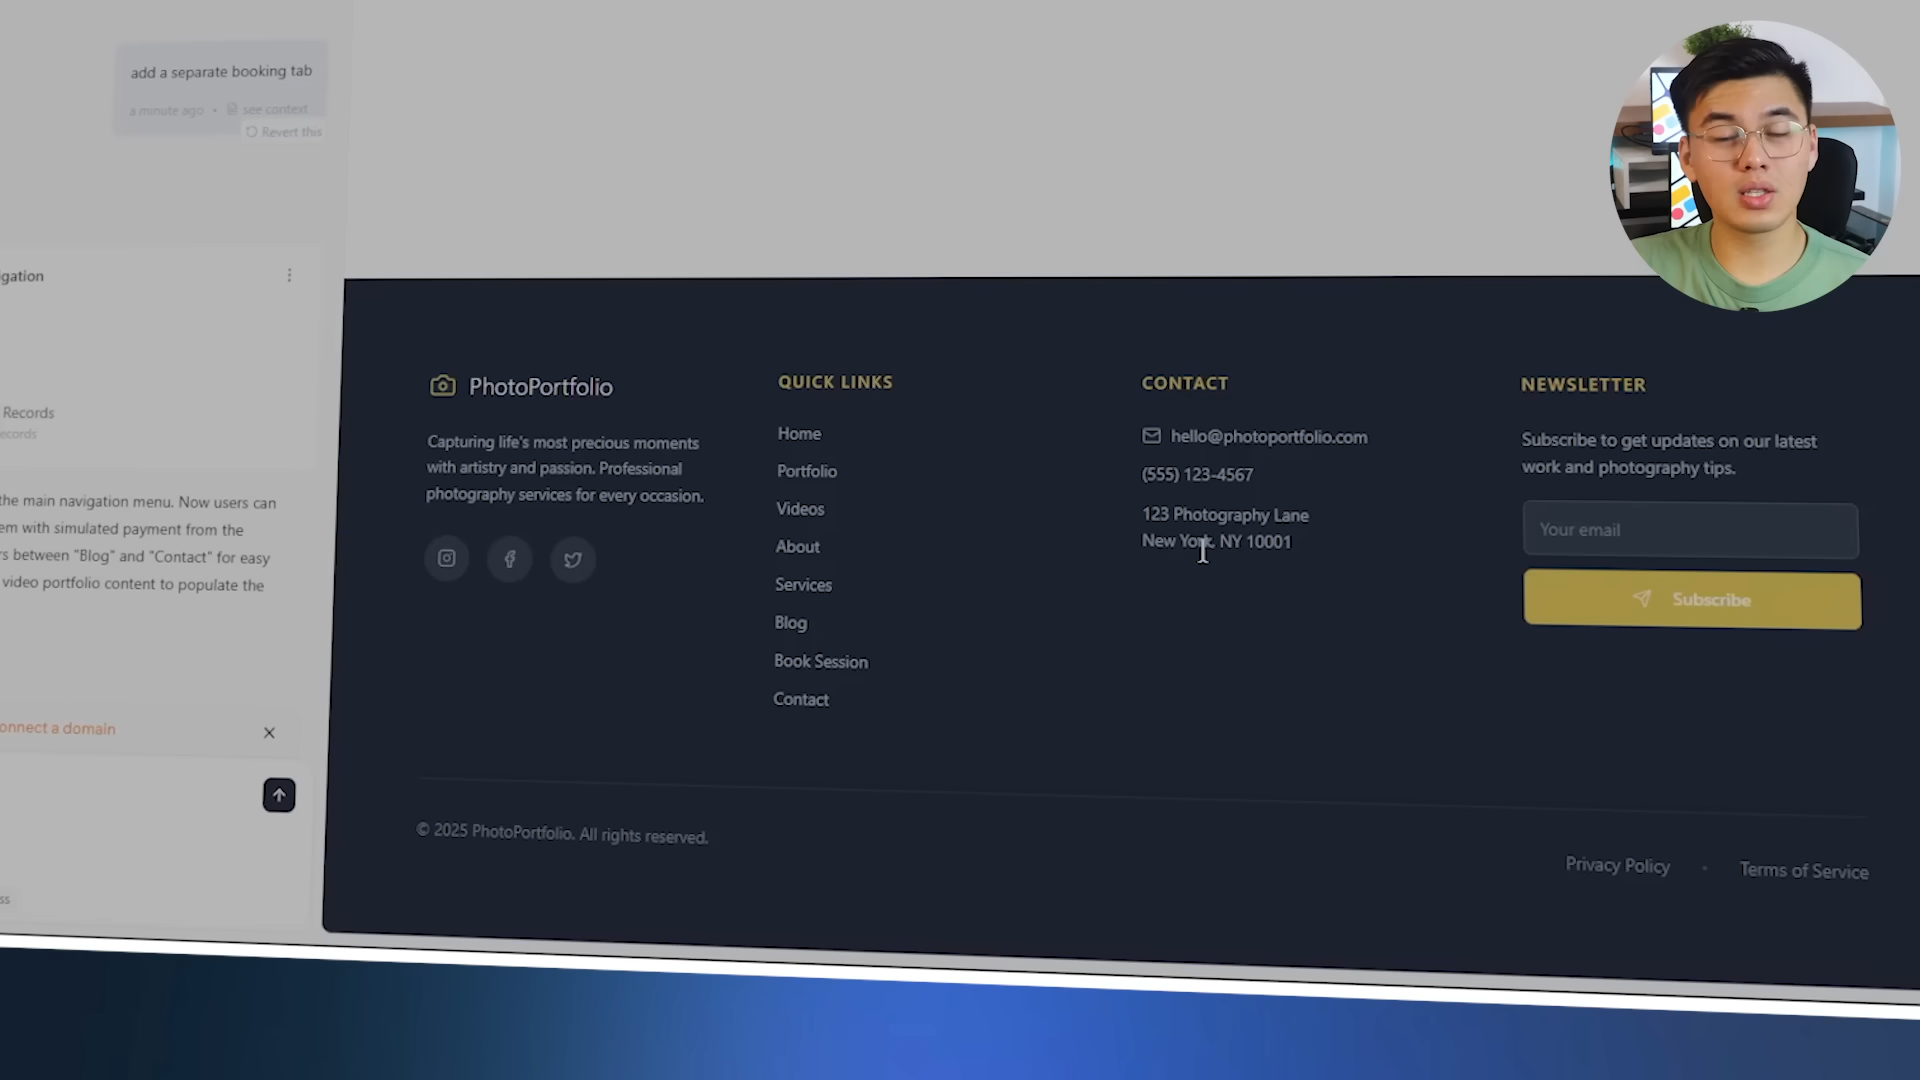 add a separate booking tab
a minute ago • see context
Revert this
igation
Records
ecords
the main navigation menu. Now users can
em with simulated payment from the
rs between "Blog" and "Contact" for easy
video portfolio content to populate the
onnect a domain
ss
PhotoPortfolio
Capturing life's most precious moments
with artistry and passion. Professional
photography services for every occasion.
QUICK LINKS
Home
Portfolio
Videos
About
Services
Blog
Book Session
Contact
CONTACT
hello@photoportfolio.com
(555) 123-4567
123 Photography Lane
New York, NY 10001
NEWSLETTER
Subscribe to get updates on our latest
work and photography tips.
Your email
Subscribe
© 2025 PhotoPortfolio. All rights reserved.
Privacy Policy • Terms of Service